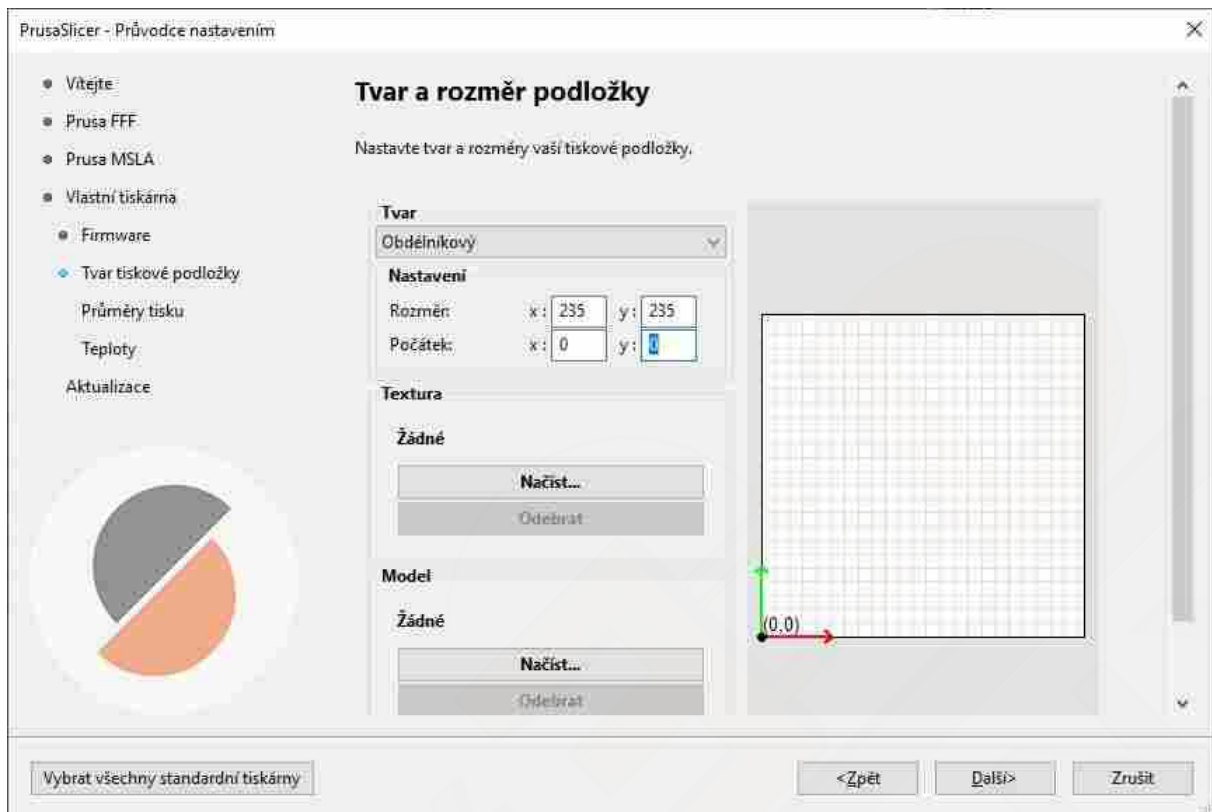 PrusaSlicer - Průvodce nastavením
Vítejte
Prusa FFF
Prusa MSLA
Vlastní tiskárna
Firmware
Tvar tiskové podložky
Průměry tisku
Teploty
Aktualizace
Tvar a rozměr podložky
Nastavte tvar a rozměry vaší tiskové podložky.
Tvar
Obdélníkový
Nastavení
Rozměr: x: 235 y: 235
Počátek: x: 0 y: 0
Textura
Žádné
Načíst...
Odebrat
Model
Žádné
Načíst...
Odebrat
(0,0)
Vybrat všechny standardní tiskárny
<Zpět
Další>
Zrušit